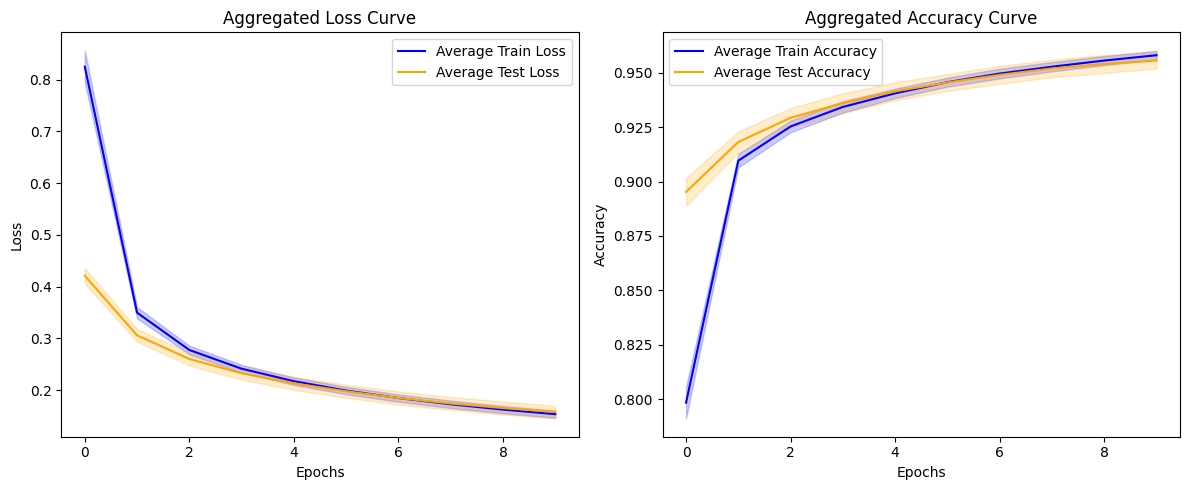 Aggregated Loss Curve
Average Train Loss
Average Test Loss
0.8
0.7
0.6
0.5
0.4
0.3
0.2
Loss
0 2 4 6 8
Epochs
Aggregated Accuracy Curve
Average Train Accuracy
Average Test Accuracy
0.950
0.925
0.900
0.875
0.850
0.825
0.800
Accuracy
0 2 4 6 8
Epochs